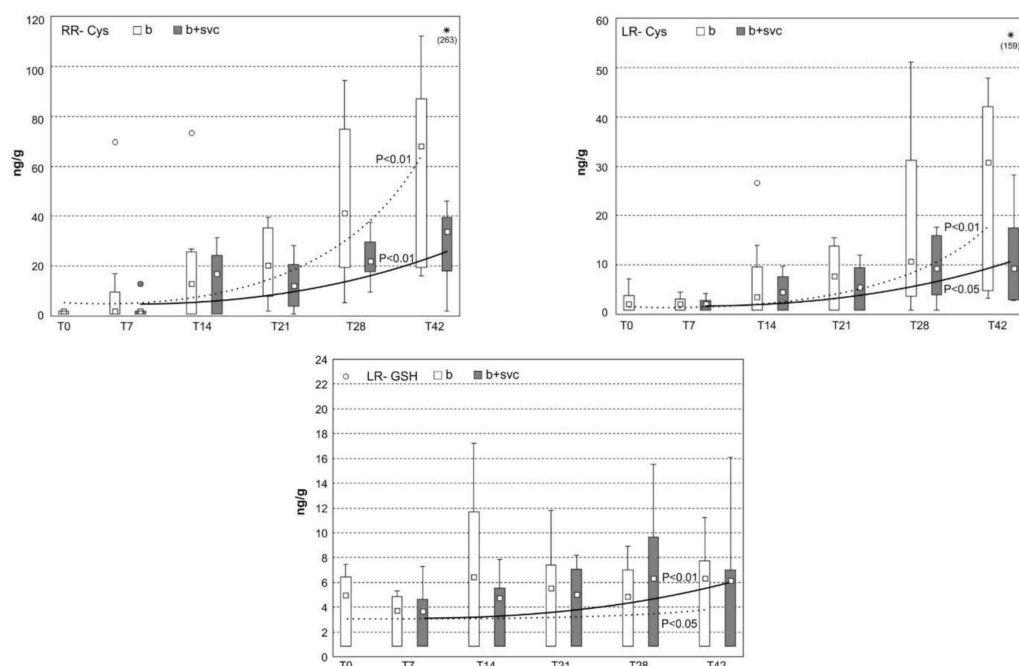 RR- Cys b b+svc
* (263)
120
100
80
60
40
20
0
ng/g
P<0.01
P<0.01
T0 T7 T14 T21 T28 T42
LR- Cys b b+svc
* (159)
60
50
40
30
20
10
0
ng/g
P<0.01
P<0.05
T0 T7 T14 T21 T28 T42
LR- GSH b b+svc
24
22
20
18
16
14
12
10
8
6
4
2
0
ng/g
P<0.01
P<0.05
T0 T7 T14 T21 T28 T42